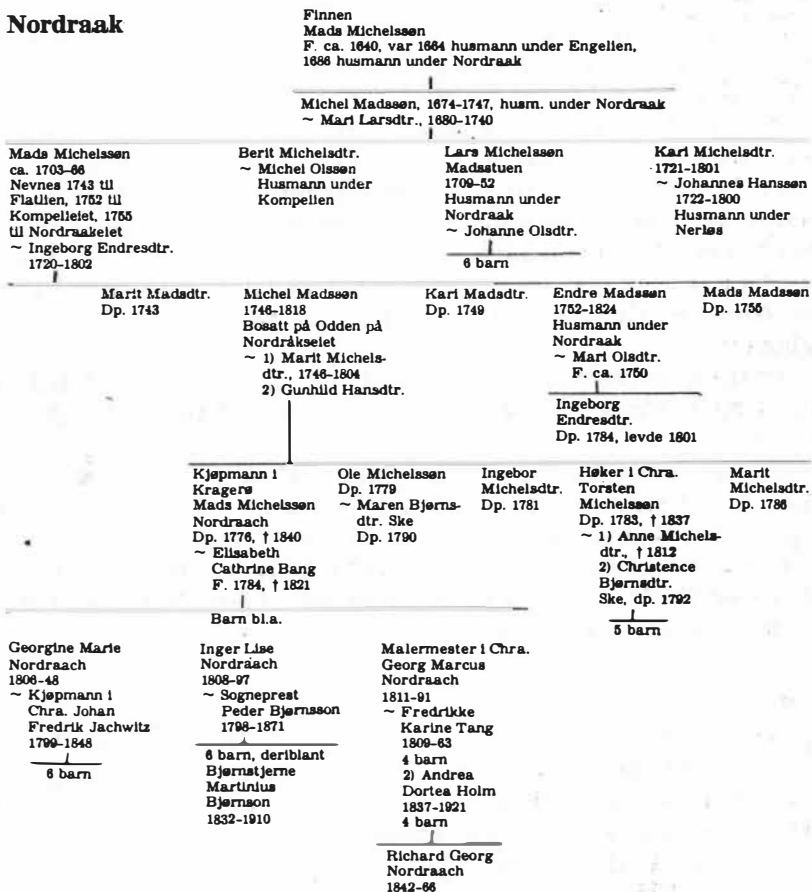 Nordraak
Finnen
Mads Michelssøn
F. ca. 1640, var 1664 husmann under Engelien,
1686 husmann under Nordraak
Michel Madssøn, 1674-1747, husm. under Nordraak
~ Mari Larsdtr., 1680-1740
Mads Michelssøn
ca. 1703-66
Nevnes 1743 til
Flatlien, 1752 til
Kompelleiet, 1755
til Nordraakeiet
~ Ingeborg Endresdtr.
1720-1802
Berit Michelsdtr.
~ Michel Olssøn
Husmann under
Kompelien
Lars Michelssøn
Madsstuen
1709-52
Husmann under
Nordraak
~ Johanne Olsdtr.
6 barn
Kari Michelsdtr.
1721-1801
~ Johannes Hanssøn
1722-1800
Husmann under
Nerløs
Marit Madsdtr.
Dp. 1743
Michel Madssøn
1746-1818
Bosatt på Odden på
Nordråkseiet
~ 1) Marit Michels-
dtr., 1746-1804
2) Gunhild Hansdtr.
Kari Madsdtr.
Dp. 1749
Endre Madssøn
1752-1824
Husmann under
Nordraak
~ Mari Olsdtr.
F. ca. 1750
Ingeborg
Endresdtr.
Dp. 1784, levde 1801
Mads Madssøn
Dp. 1755
Kjøpmann i
Kragerø
Mads Michelssøn
Nordraach
Dp. 1776, † 1840
~ Elisabeth
Cathrine Bang
F. 1784, † 1821
Barn bl.a.
Ole Michelssøn
Dp. 1779
~ Maren Bjørns-
dtr. Ske
Dp. 1790
Ingebor
Michelsdtr.
Dp. 1781
Høker i Chra.
Torsten
Michelssøn
Dp. 1783, † 1837
~ 1) Anne Michels-
dtr., † 1812
2) Christence
Bjørnsdtr.
Ske, dp. 1792
5 barn
Marit
Michelsdtr.
Dp. 1786
Georgine Marie
Nordraach
1806-48
~ Kjøpmann i
Chra. Johan
Fredrik Jachwitz
1799-1848
6 barn
Inger Lise
Nordraach
1808-97
~ Sogneprest
Peder Bjørnsson
1798-1871
6 barn, deriblant
Bjørnstjerne
Martinius
Bjørnson
1832-1910
Malermester i Chra.
Georg Marcus
Nordraach
1811-91
~ Fredrikke
Karine Tang
1809-63
4 barn
2) Andrea
Dortea Holm
1837-1921
4 barn
Richard Georg
Nordraach
1842-66